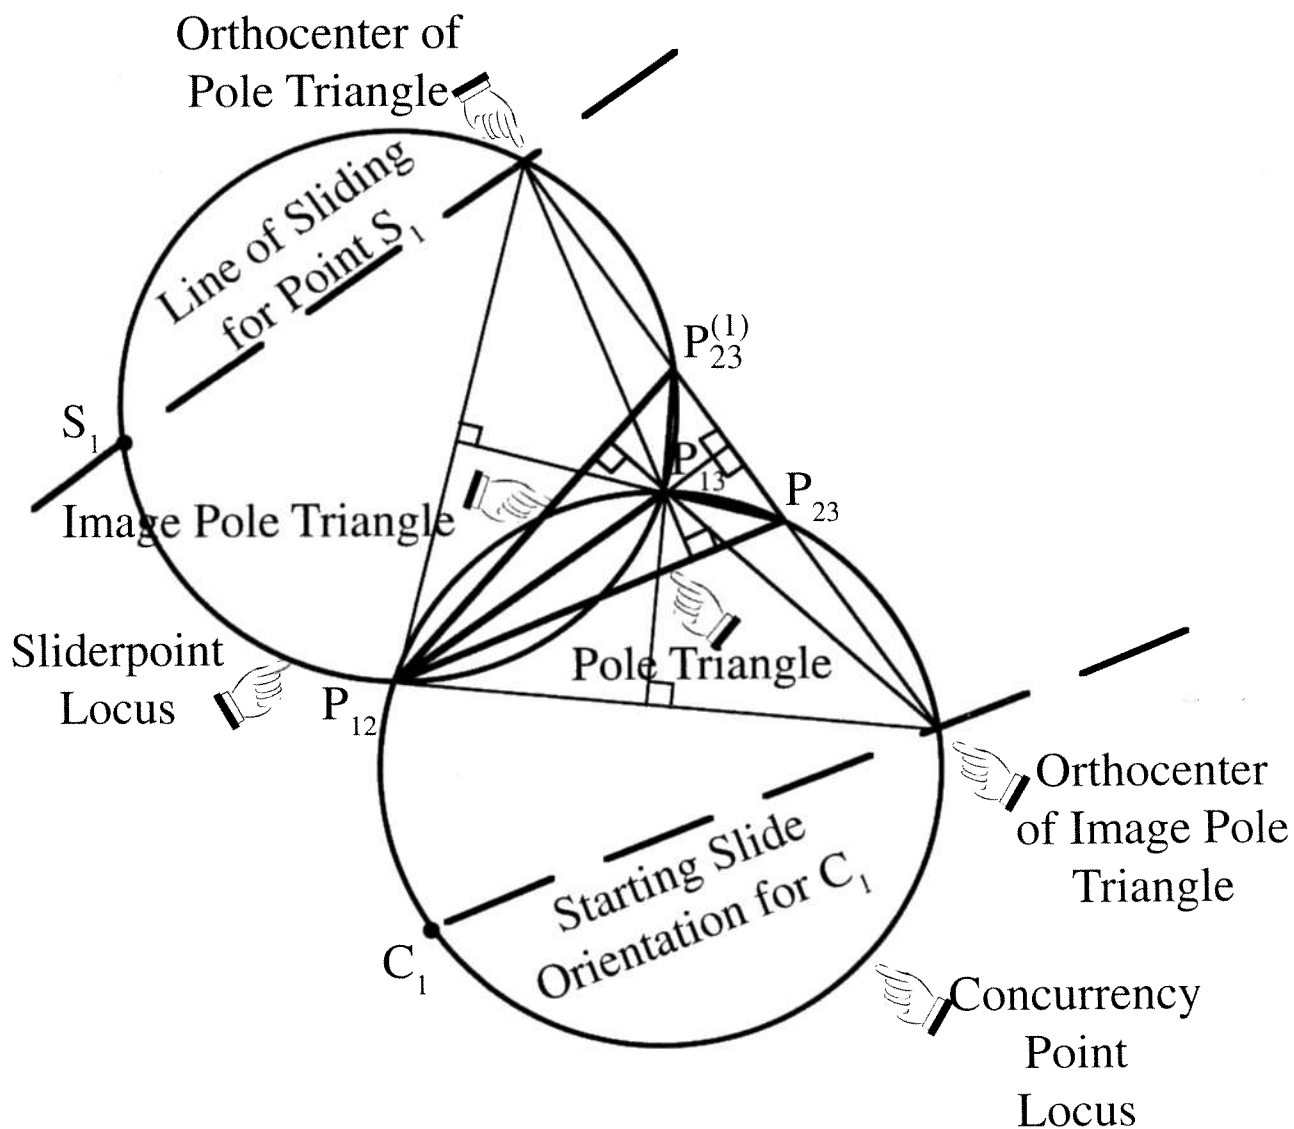 Orthocenter of
Pole Triangle
Line of Sliding
for Point S₁
P₂₃⁽¹⁾
S₁
P₁₃
P₂₃
Image Pole Triangle
Sliderpoint
Locus
Pole Triangle
P₁₂
Orthocenter
of Image Pole
Triangle
Starting Slide
Orientation for C₁
C₁
Concurrency
Point
Locus